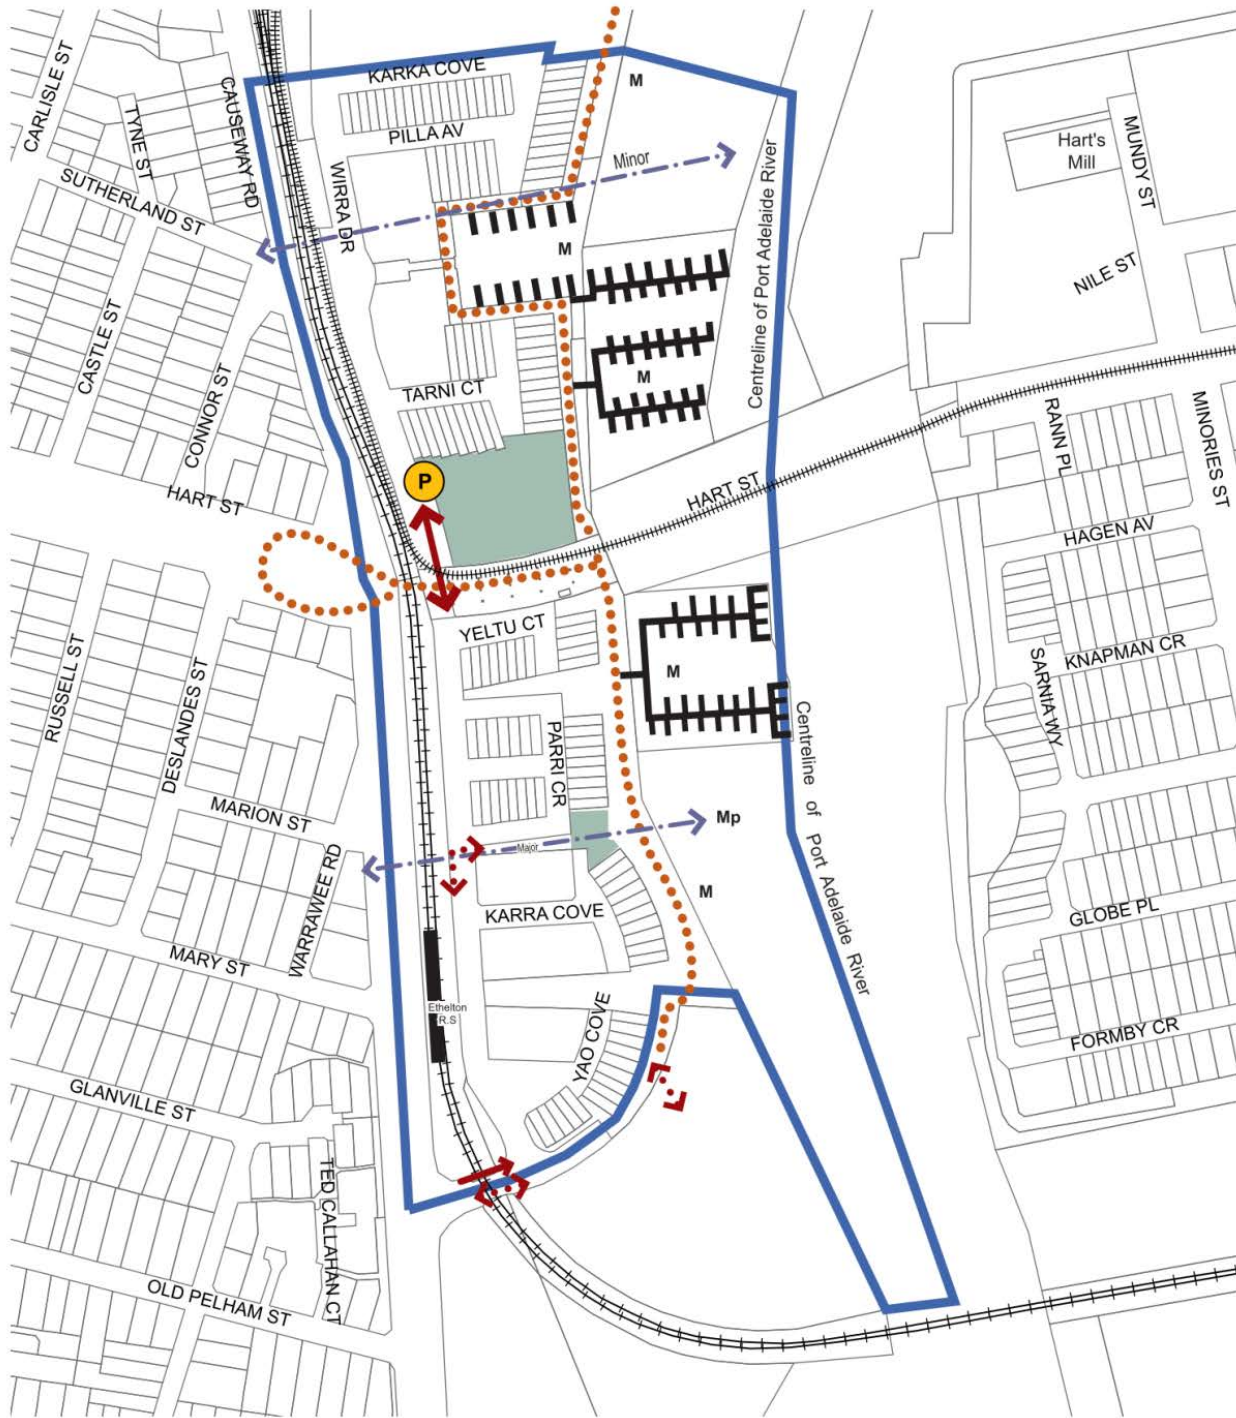 CARLISLE ST
TYNE ST
CAUSEWAY RD
KARKA COVE
M
PILLA AV
Minor
Hart's
Mill
MUNDY ST
SUTHERLAND ST
WIRRA DR
M
Centreline of Port Adelaide River
NILE ST
CASTLE ST
CONNOR ST
TARNI CT
M
RANN PL
MINORIES ST
HART ST
P
HART ST
HAGEN AV
RUSSELL ST
DESLANDES ST
YELTU CT
M
SARNIA WY
KNAPMAN CR
PARRI CR
Centreline of Port Adelaide River
MARION ST
Major
Mp
WARRAWEE RD
M
KARRA COVE
GLOBE PL
MARY ST
Ethelton
R.S
YAO COVE
FORMBY CR
GLANVILLE ST
TED CALLAHAN CT
OLD PELHAM ST